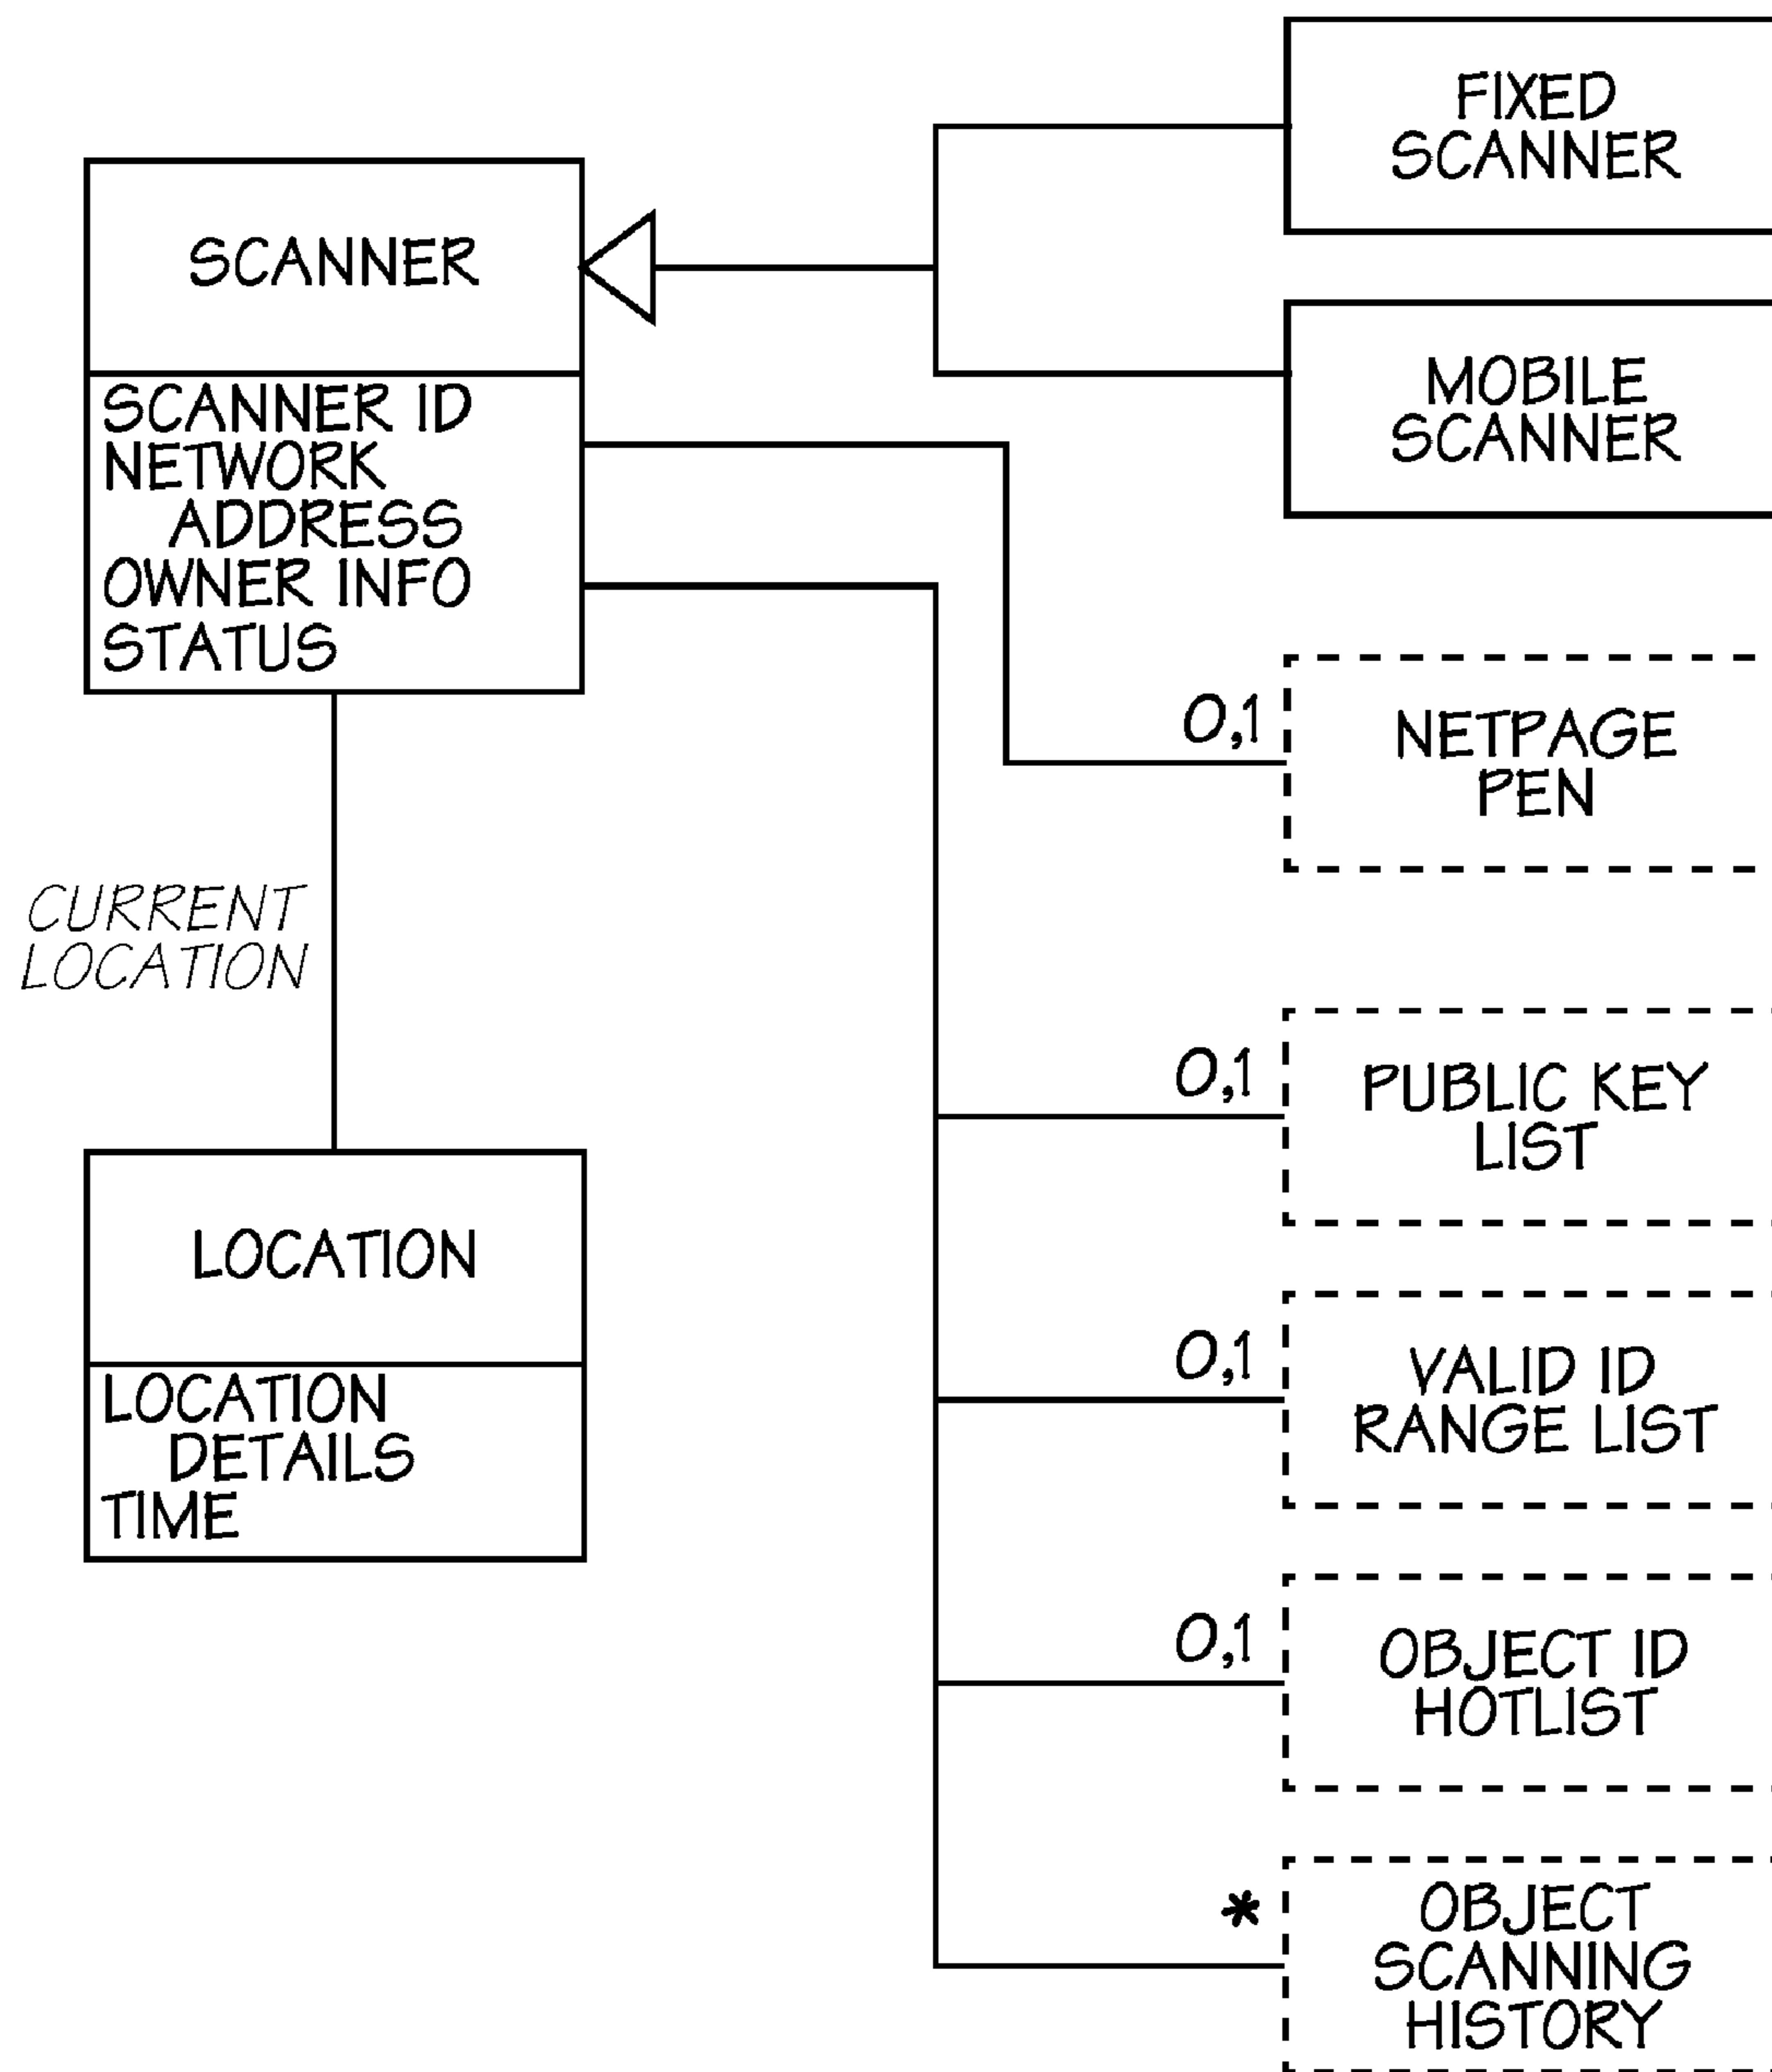 FIXED
SCANNER
SCANNER
SCANNER ID
NETWORK
ADDRESS
OWNER INFO
STATUS
MOBILE
SCANNER
0,1
NETPAGE
PEN
CURRENT
LOCATION
0,1
PUBLIC KEY
LIST
LOCATION
LOCATION
DETAILS
TIME
0,1
VALID ID
RANGE LIST
0,1
OBJECT ID
HOTLIST
*
OBJECT
SCANNING
HISTORY